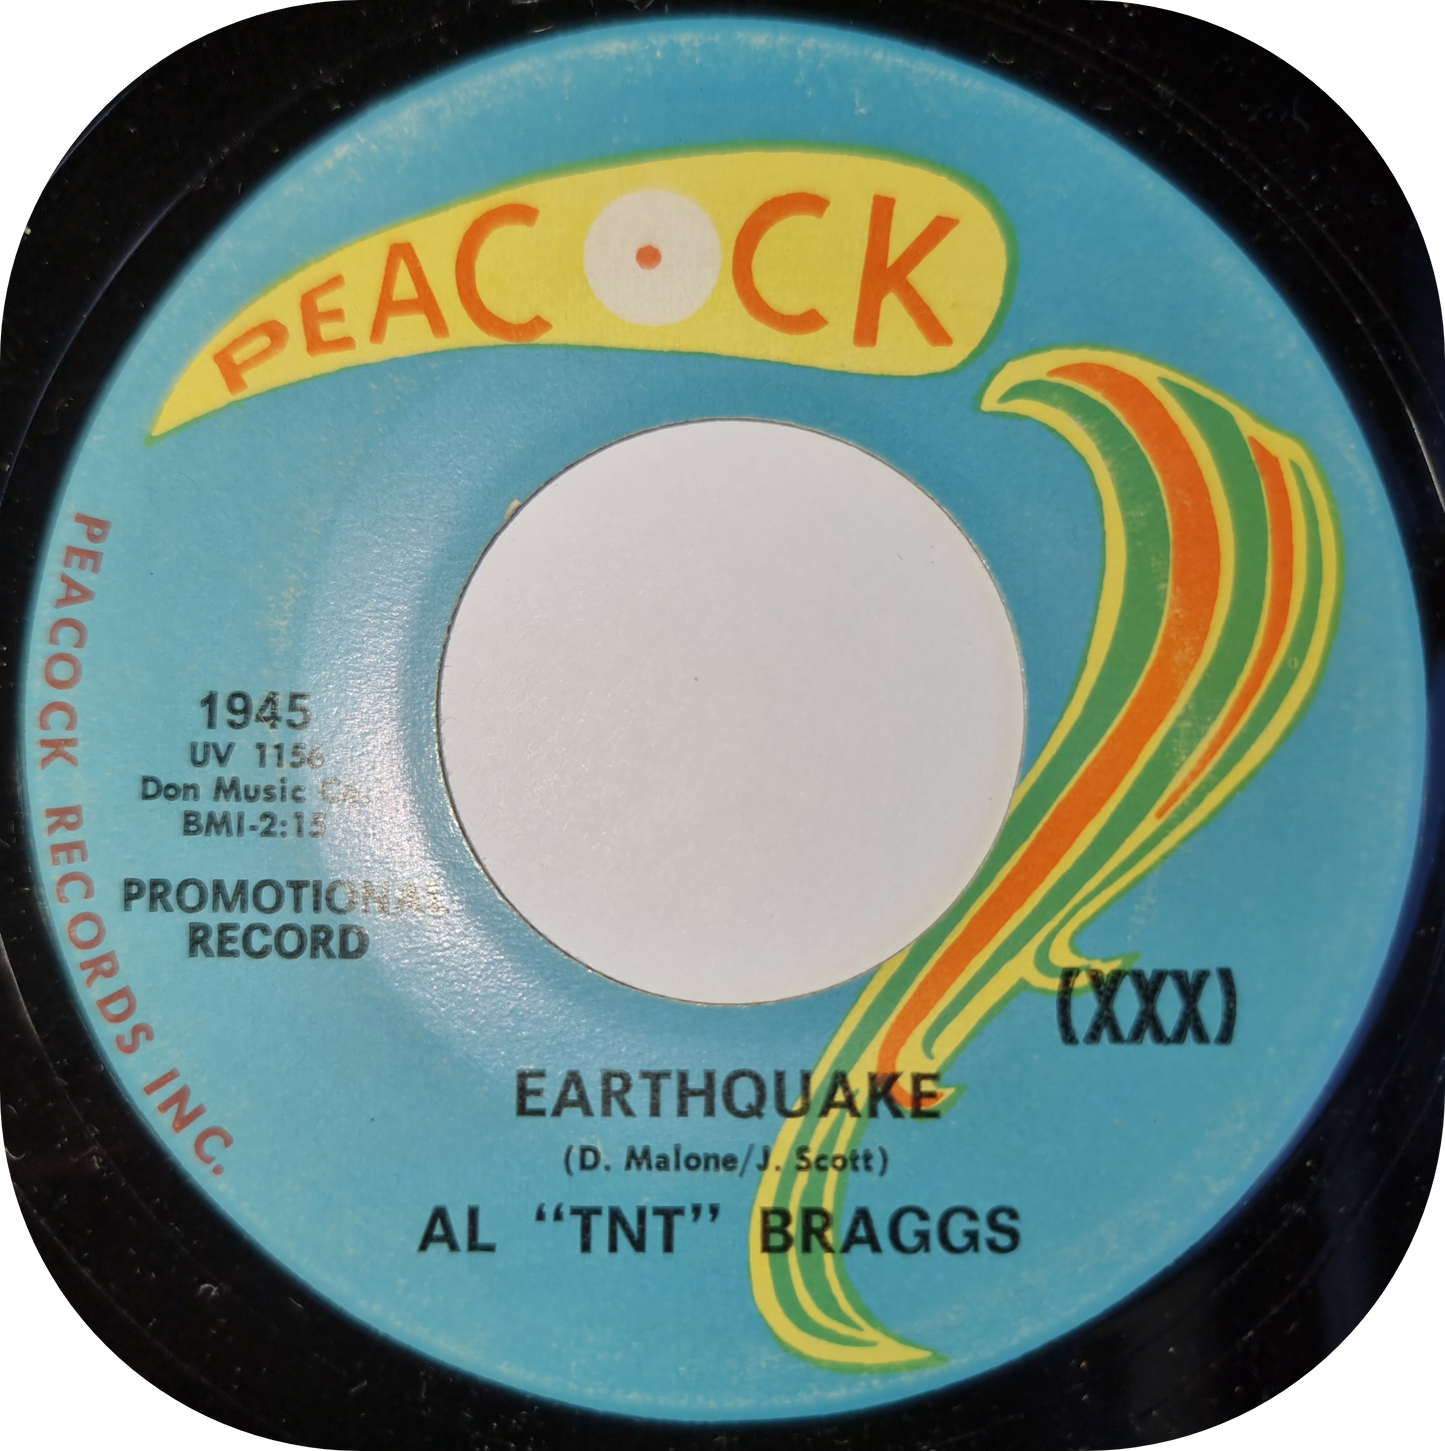 PEACOCK
PEACOCK RECORDS INC.
1945
UV 1156
Don Music Co.
BMI-2:15
PROMOTIONAL
RECORD
(XXX)
EARTHQUAKE
(D. Malone/J. Scott)
AL “TNT” BRAGGS